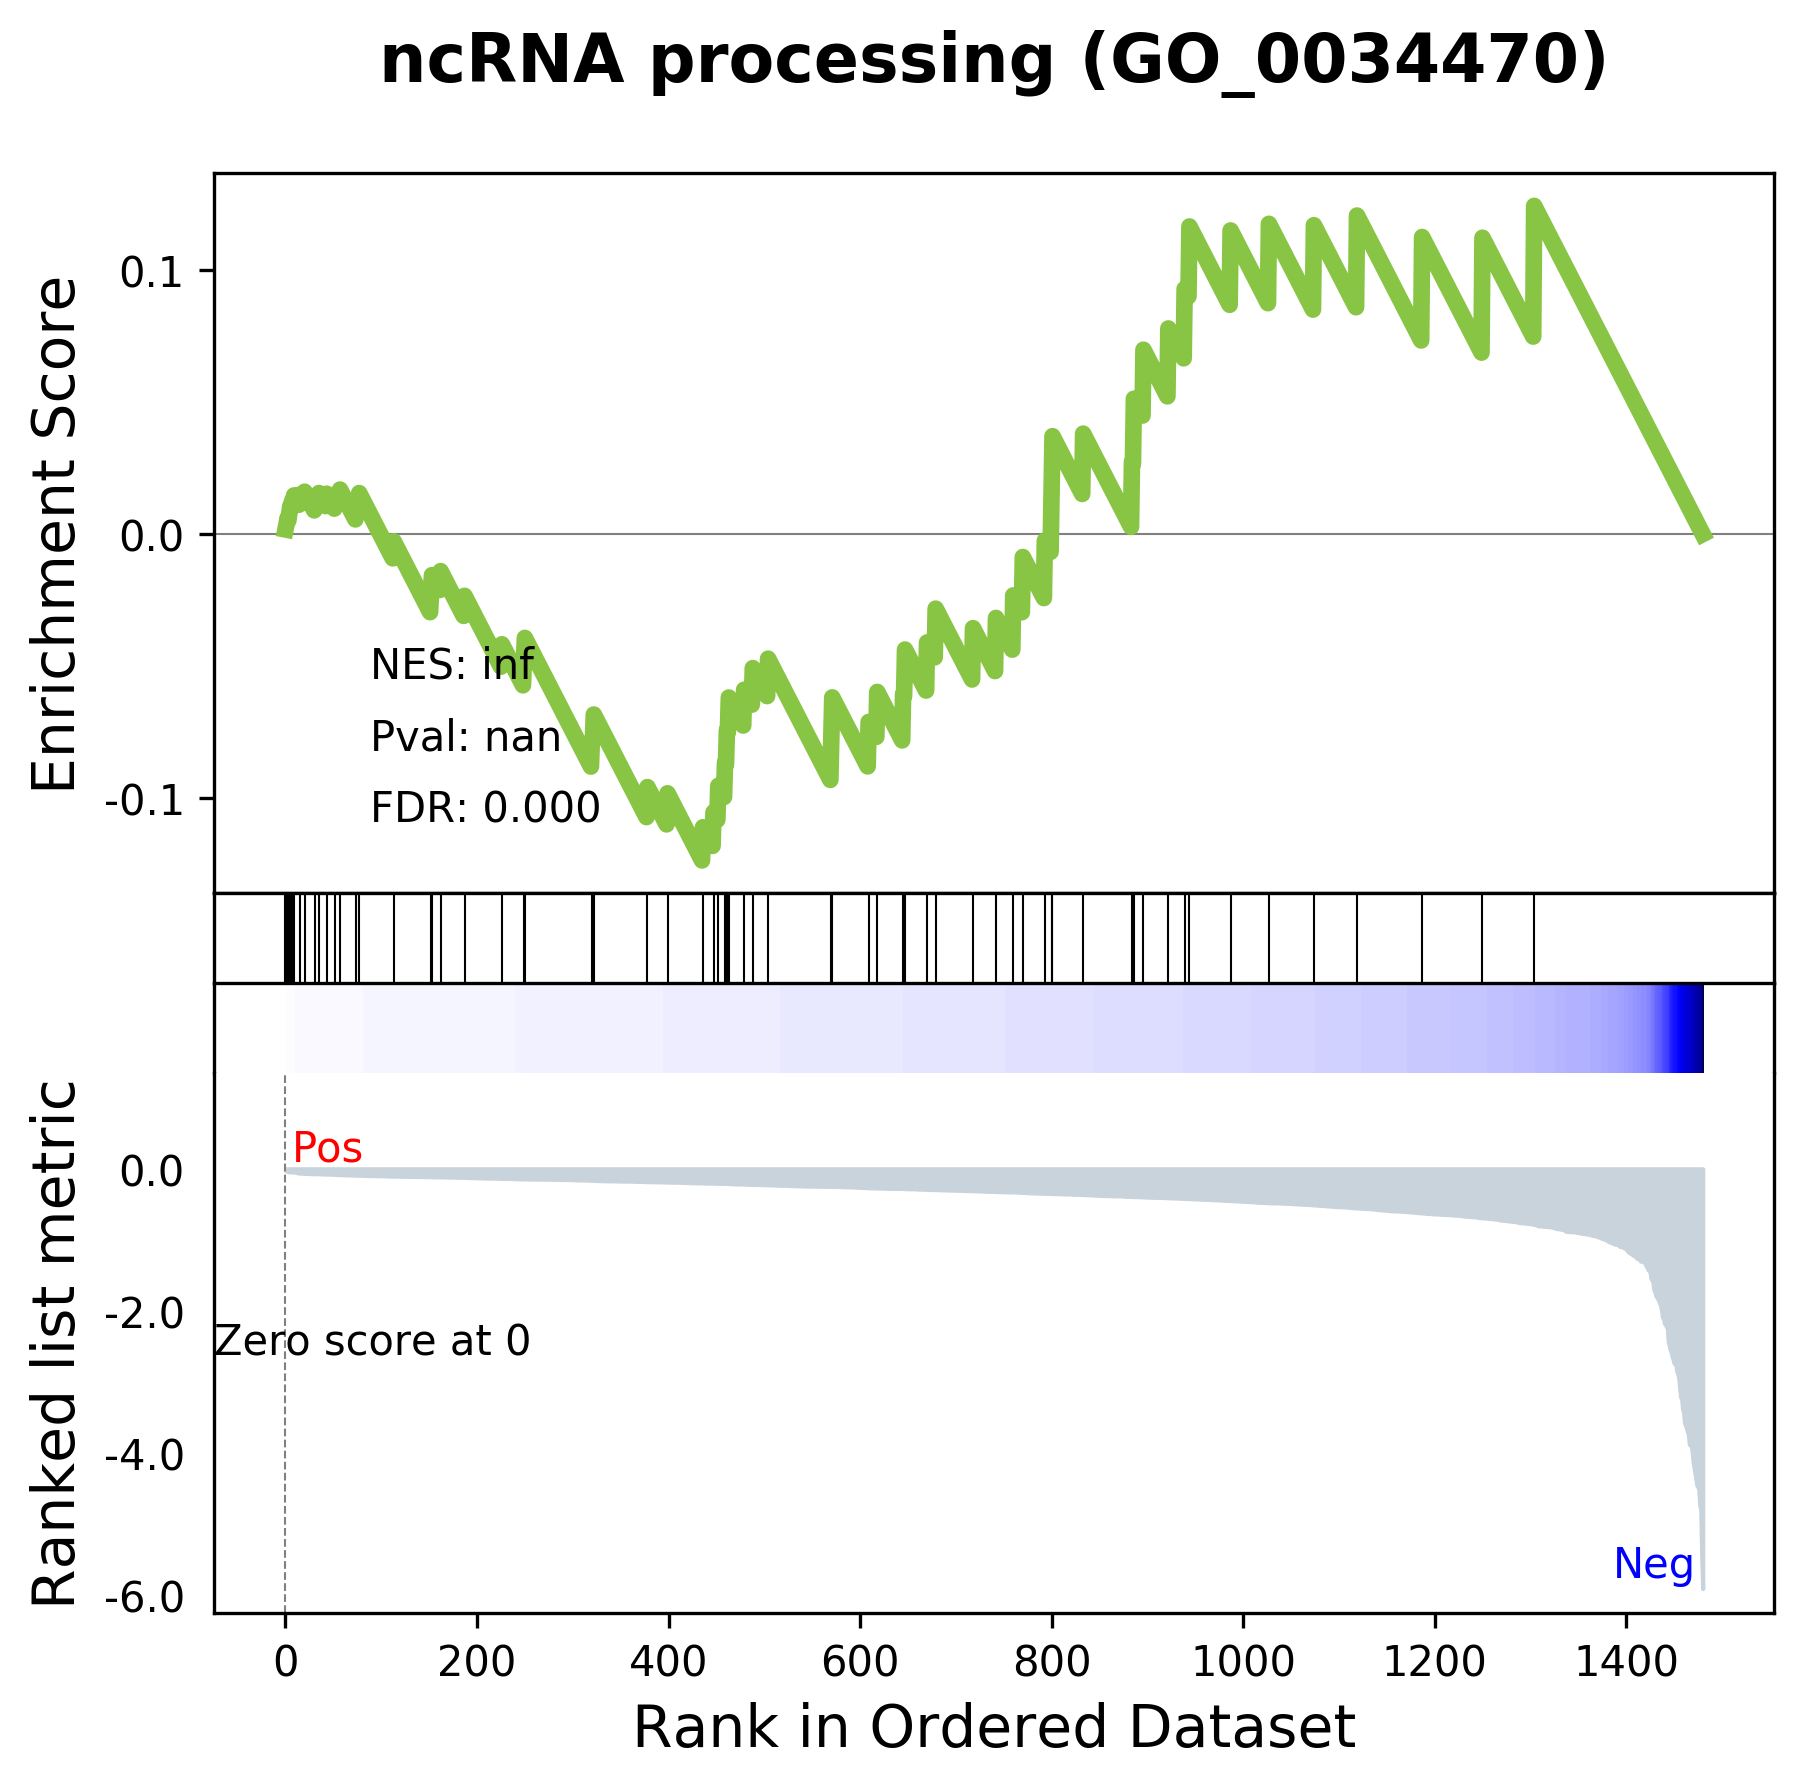 ncRNA processing (GO_0034470)
Enrichment Score
0.1
0.0
-0.1
NES: inf
Pval: nan
FDR: 0.000
Ranked list metric
Pos
0.0
-2.0
Zero score at 0
-4.0
Neg
-6.0
0 200 400 600 800 1000 1200 1400
Rank in Ordered Dataset